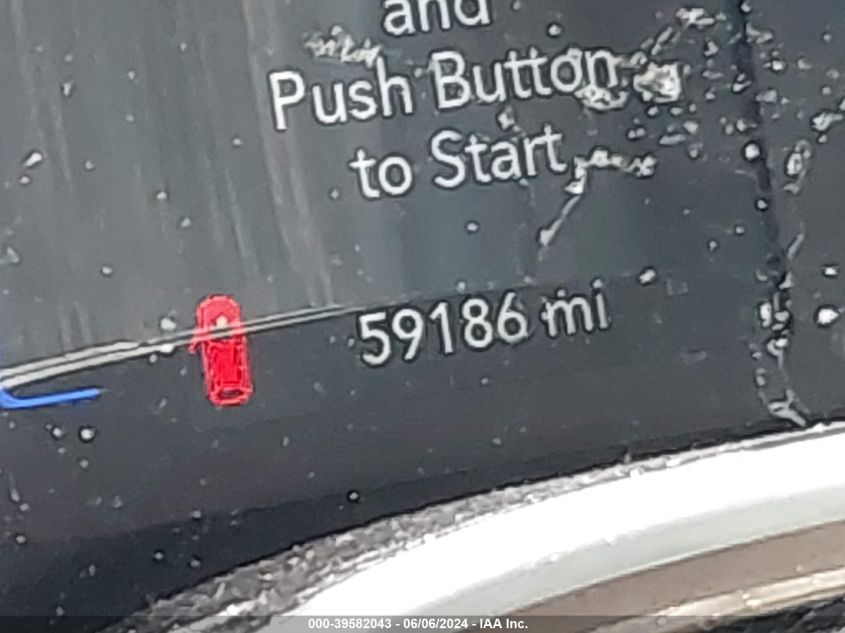 and
Push Button
to Start
59186 mi
000-39582043 - 06/06/2024 - IAA Inc.